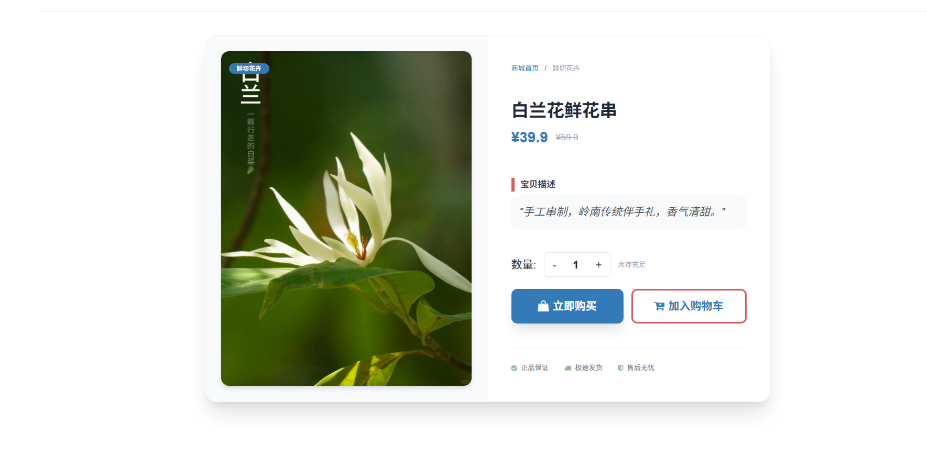 鲜切花卉
白兰
一颗行走的白菜
商城首页 / 鲜切花卉
白兰花鲜花串
¥39.9 ¥59.9
宝贝描述
"手工串制，岭南传统伴手礼，香气清甜。"
数量: - 1 + 库存充足
立即购买 加入购物车
正品保证 极速发货 售后无忧